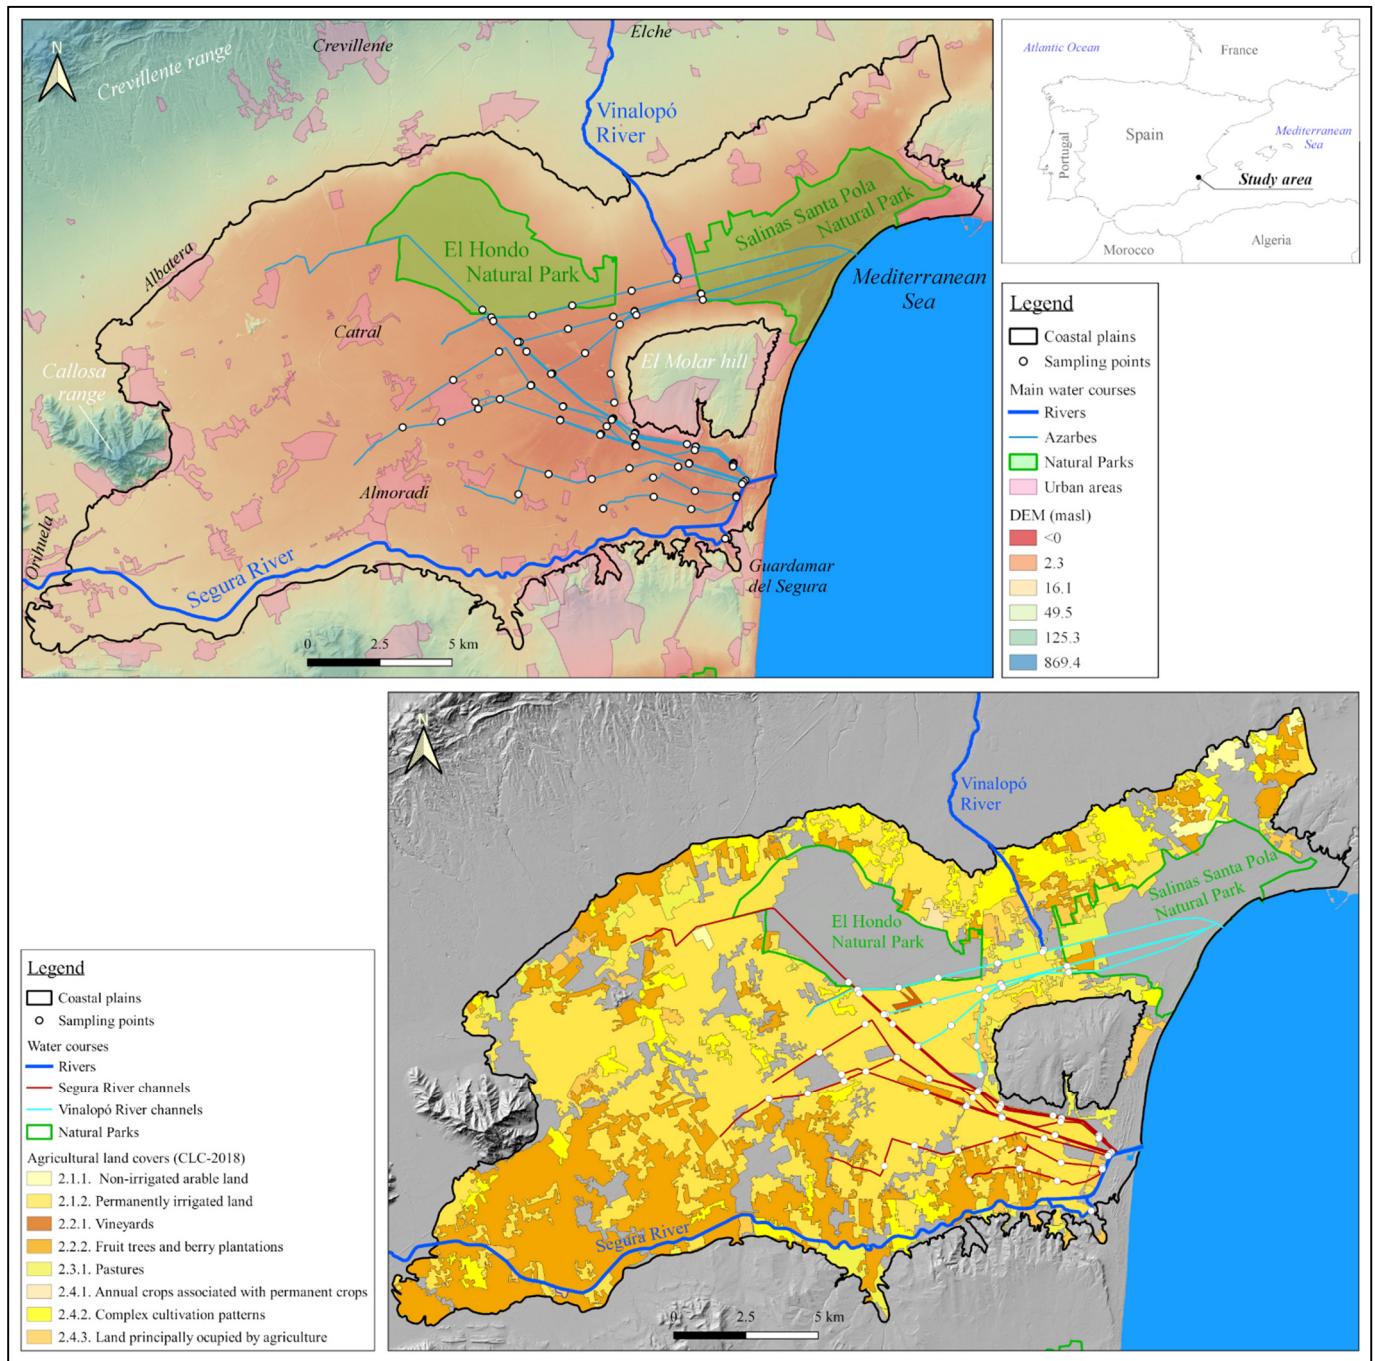 N
Crevillente range
Crevillente
Elche
Vinalopó
River
Albatera
El Hondo
Natural Park
Salinas Santa Pola
Natural Park
Mediterranean
Sea
Catral
Callosa
range
El Molar hill
Almoradí
Orihuela
Segura River
Guardamar
del Segura
0 2.5 5 km
Atlantic Ocean
France
Portugal
Spain
Mediterranean
Sea
Study area
Morocco
Algeria
Legend
Coastal plains
Sampling points
Main water courses
Rivers
Azarbes
Natural Parks
Urban areas
DEM (masl)
<0
2.3
16.1
49.5
125.3
869.4
N
Vinalopó
River
El Hondo
Natural Park
Salinas Santa Pola
Natural Park
Segura River
0 2.5 5 km
Legend
Coastal plains
Sampling points
Water courses
Rivers
Segura River channels
Vinalopó River channels
Natural Parks
Agricultural land covers (CLC-2018)
2.1.1. Non-irrigated arable land
2.1.2. Permanently irrigated land
2.2.1. Vineyards
2.2.2. Fruit trees and berry plantations
2.3.1. Pastures
2.4.1. Annual crops associated with permanent crops
2.4.2. Complex cultivation patterns
2.4.3. Land principally ocupied by agriculture